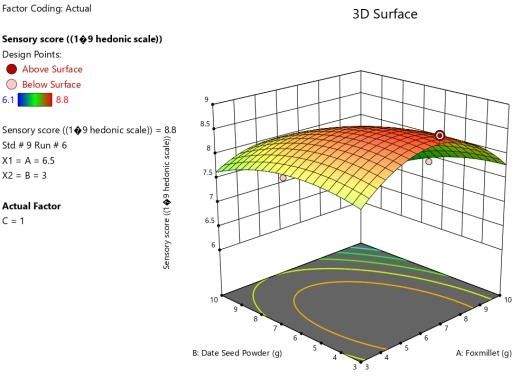 Factor Coding: Actual
3D Surface
Sensory score ((1�9 hedonic scale))
Design Points:
Above Surface
Below Surface
6.1 8.8
Sensory score ((1�9 hedonic scale)) = 8.8
Std # 9 Run # 6
X1 = A = 6.5
X2 = B = 3
Actual Factor
C = 1
Sensory score ((1�9 hedonic scale))
9
8.5
8
7.5
7
6.5
6
10
9
8
7
6
5
4
3
3
4
5
6
7
8
9
10
B: Date Seed Powder (g)
A: Foxmillet (g)